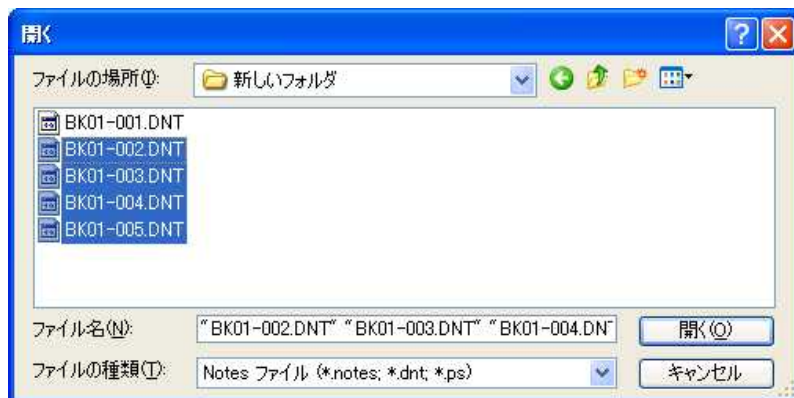 開く
ファイルの場所(I):
新しいフォルダ
BK01-001.DNT
BK01-002.DNT
BK01-003.DNT
BK01-004.DNT
BK01-005.DNT
ファイル名(N):
"BK01-002.DNT" "BK01-003.DNT" "BK01-004.DN
開く(O)
ファイルの種類(T):
Notes ファイル (*.notes; *.dnt; *.ps)
キャンセル